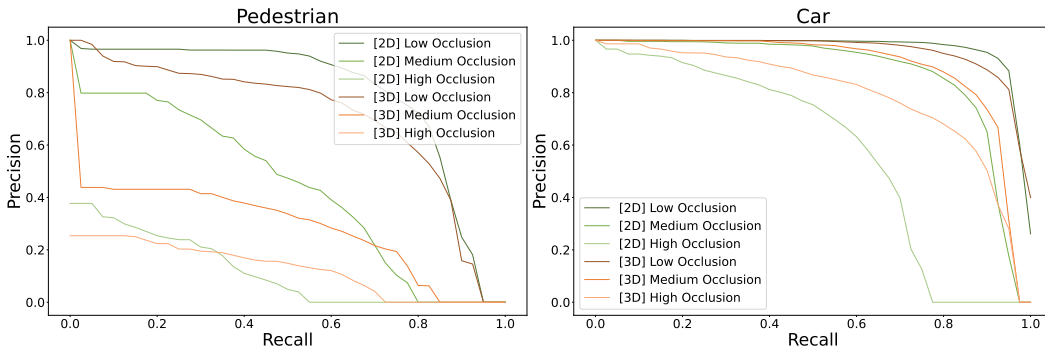 Pedestrian
1.0
0.8
0.6
0.4
0.2
0.0
Precision
[2D] Low Occlusion
[2D] Medium Occlusion
[2D] High Occlusion
[3D] Low Occlusion
[3D] Medium Occlusion
[3D] High Occlusion
0.0 0.2 0.4 0.6 0.8 1.0
Recall
Car
1.0
0.8
0.6
0.4
0.2
0.0
Precision
[2D] Low Occlusion
[2D] Medium Occlusion
[2D] High Occlusion
[3D] Low Occlusion
[3D] Medium Occlusion
[3D] High Occlusion
0.0 0.2 0.4 0.6 0.8 1.0
Recall